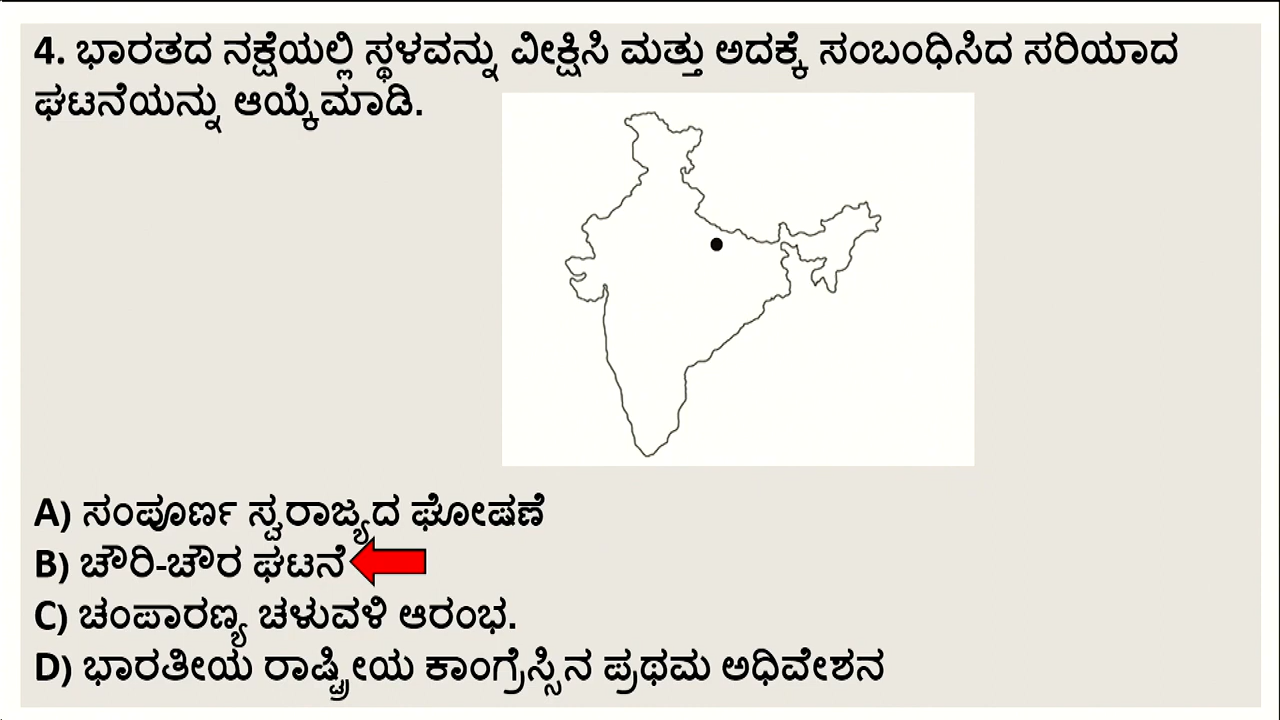 4. ಭಾರತದ ನಕ್ಷೆಯಲ್ಲಿ ಸ್ಥಳವನ್ನು ವೀಕ್ಷಿಸಿ ಮತ್ತು ಅದಕ್ಕೆ ಸಂಬಂಧಿಸಿದ ಸರಿಯಾದ
ಘಟನೆಯನ್ನು ಆಯ್ಕೆಮಾಡಿ.
A) ಸಂಪೂರ್ಣ ಸ್ವರಾಜ್ಯದ ಘೋಷಣೆ
B) ಚೌರಿ-ಚೌರ ಘಟನೆ
C) ಚಂಪಾರಣ್ಯ ಚಳುವಳಿ ಆರಂಭ.
D) ಭಾರತೀಯ ರಾಷ್ಟ್ರೀಯ ಕಾಂಗ್ರೆಸ್ಸಿನ ಪ್ರಥಮ ಅಧಿವೇಶನ